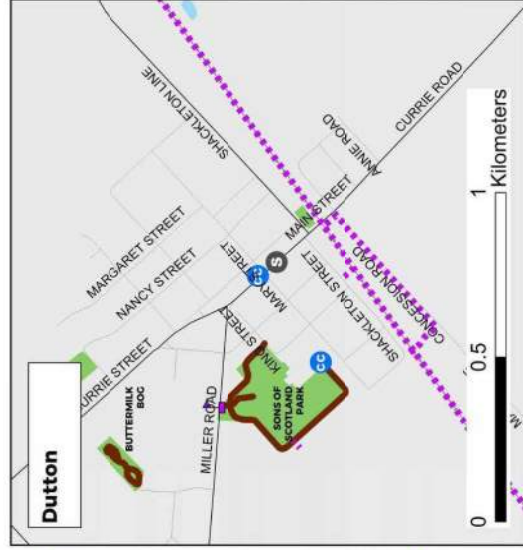 Dutton
SHACKLETON LINE
MARGARET STREET
NANCY STREET
URRIE STREET
BUTTERMILK
BOG
MILLER ROAD
KING STREET
MARY STREET
CC
S
MAIN STREET
ANNIE ROAD
CURRIE ROAD
SHACKLETON STREET
CONCESSION ROAD
SONS OF
SCOTLAND
PARK
CC
0
0.5
1
Kilometers